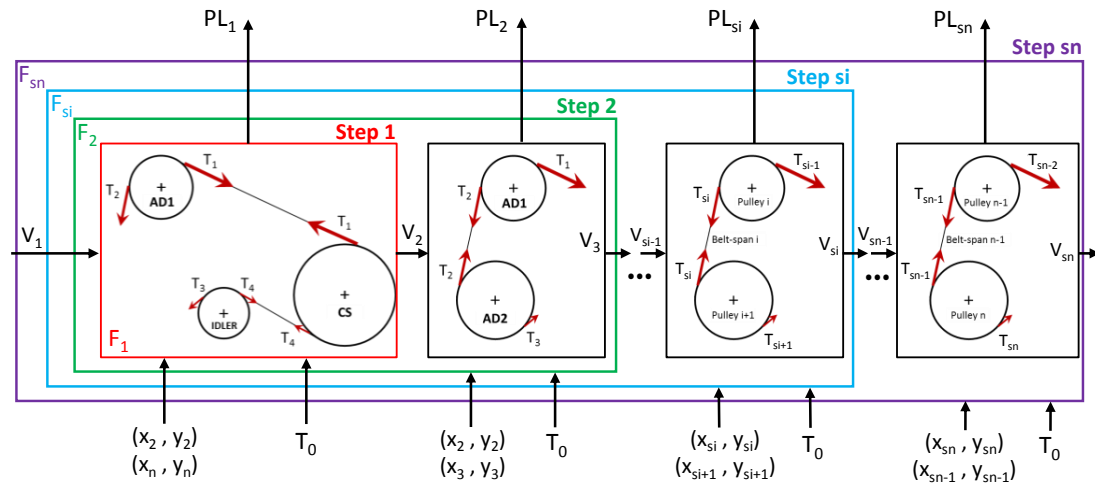 PL₁ PL₂ PLsi PLsn
Step sn
Fsn
Step si
Fsi
Step 2
F₂
Step 1
T₁
T₂
+
AD1
T₁
T₃ T₄
+
IDLER
+
CS
T₄
F₁
T₁
T₂
+
AD1
T₂
+
AD2
T₃
Tsi-1
Tsi
+
Pulley i
Belt-span i
Tsi
+
Pulley i+1
Tsi+1
Tsn-2
Tsn-1
+
Pulley n-1
Belt-span n-1
Tsn-1
+
Pulley n
Tsn
V₁ V₂ V₃ ••• Vsi-1 Vsi Vsn-1 ••• Vsn
(x₂ , y₂) T₀ (x₂ , y₂) T₀ (xsi , ysi) T₀ (xsn , ysn) T₀
(xn , yn) (x₃ , y₃) (xsi+1 , ysi+1) (xsn-1 , ysn-1)